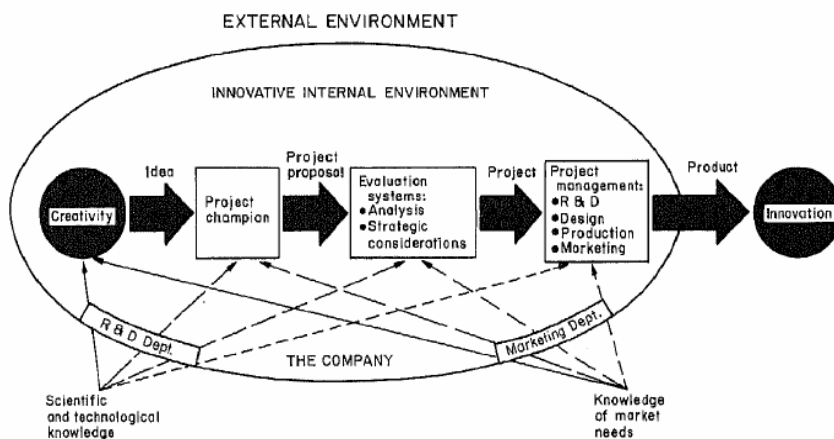 EXTERNAL ENVIRONMENT
INNOVATIVE INTERNAL ENVIRONMENT
Idea
Project
proposal
Project
Product
Creativity
Project
champion
Evaluation
systems:
●Analysis
●Strategic
considerations
Project
management:
●R & D
●Design
●Production
●Marketing
Innovation
R & D Dept.
THE COMPANY
Marketing Dept.
Scientific
and technological
knowledge
Knowledge
of market
needs